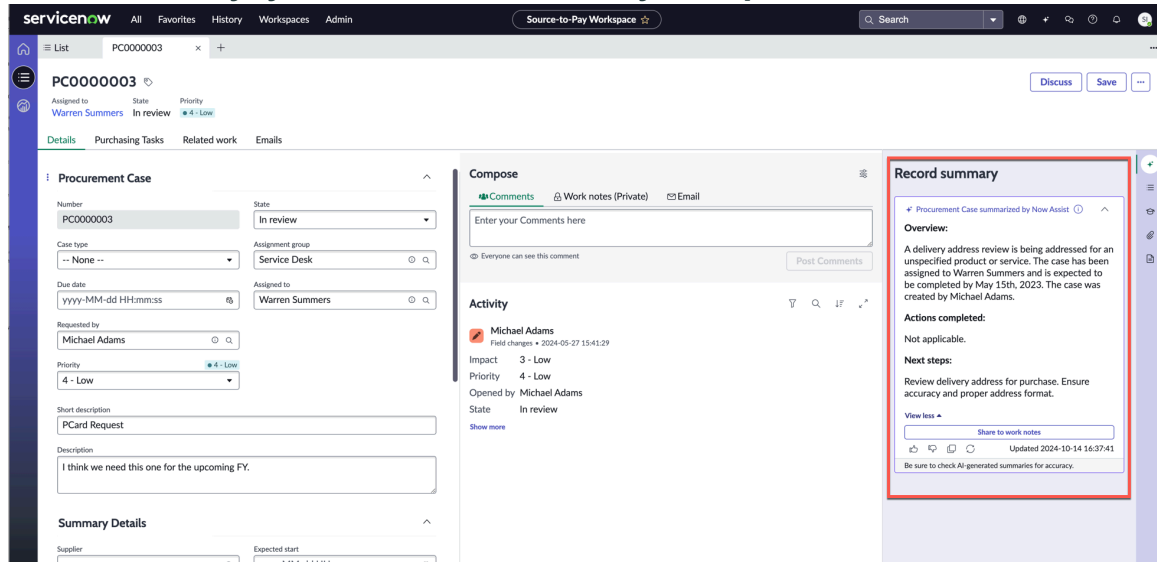 servicenow All Favorites History Workspaces Admin Source-to-Pay Workspace ☆ Search SI
List PC0000003 × +
PC0000003
Discuss Save
Assigned to State Priority
Warren Summers In review 4 - Low
Details Purchasing Tasks Related work Emails
Procurement Case
Number State
PC0000003 In review
Case type Assignment group
-- None -- Service Desk
Due date Assigned to
yyyy-MM-dd HH:mm:ss Warren Summers
Requested by
Michael Adams
Priority 4 - Low
4 - Low
Short description
PCard Request
Description
I think we need this one for the upcoming FY.
Summary Details
Supplier Expected start
Compose
Comments Work notes (Private) Email
Enter your Comments here
Everyone can see this comment Post Comments
Activity
Michael Adams
Field changes • 2024-05-27 15:41:29
Impact 3 - Low
Priority 4 - Low
Opened by Michael Adams
State In review
Show more
Record summary
Procurement Case summarized by Now Assist
Overview:
A delivery address review is being addressed for an
unspecified product or service. The case has been
assigned to Warren Summers and is expected to
be completed by May 15th, 2023. The case was
created by Michael Adams.
Actions completed:
Not applicable.
Next steps:
Review delivery address for purchase. Ensure
accuracy and proper address format.
View less
Share to work notes
Updated 2024-10-14 16:37:41
Be sure to check AI-generated summaries for accuracy.